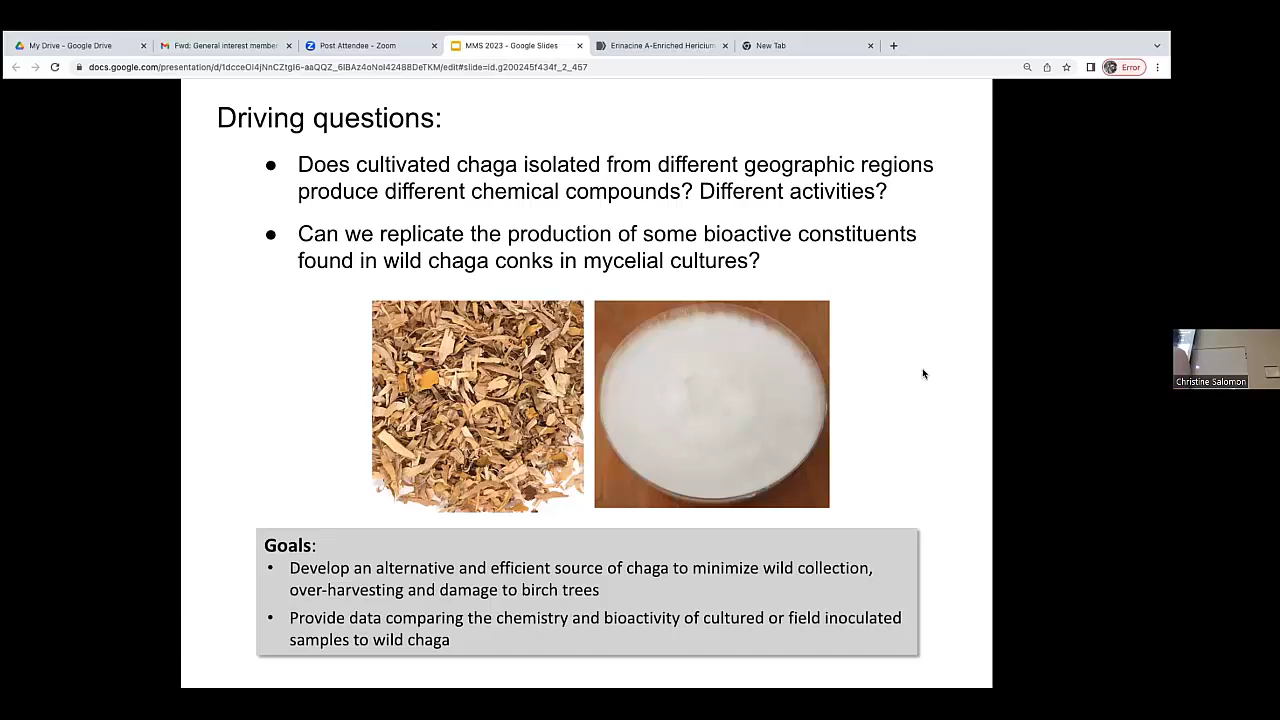 My Drive - Google Drive
Fwd: General interest membe
Post Attendee - Zoom
MMS 2023 - Google Slides
Erinacine A-Enriched Hericium
New Tab
docs.google.com/presentation/d/1dcceOl4jNnCZtgI6-aaQQZ_6IBAz4oNoI42488DeTKM/edit#slide=id.g200245f434f_2_457
Error
Driving questions:
● Does cultivated chaga isolated from different geographic regions
produce different chemical compounds? Different activities?
● Can we replicate the production of some bioactive constituents
found in wild chaga conks in mycelial cultures?
Christine Salomon
Goals:
• Develop an alternative and efficient source of chaga to minimize wild collection,
over-harvesting and damage to birch trees
• Provide data comparing the chemistry and bioactivity of cultured or field inoculated
samples to wild chaga